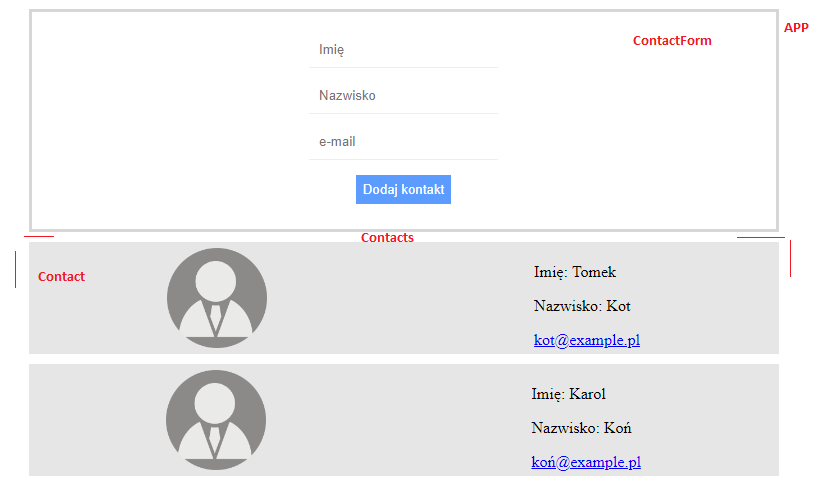 APP
ContactForm
Imię
Nazwisko
e-mail
Dodaj kontakt
Contacts
Contact
Imię: Tomek
Nazwisko: Kot
kot@example.pl
Imię: Karol
Nazwisko: Koń
koń@example.pl